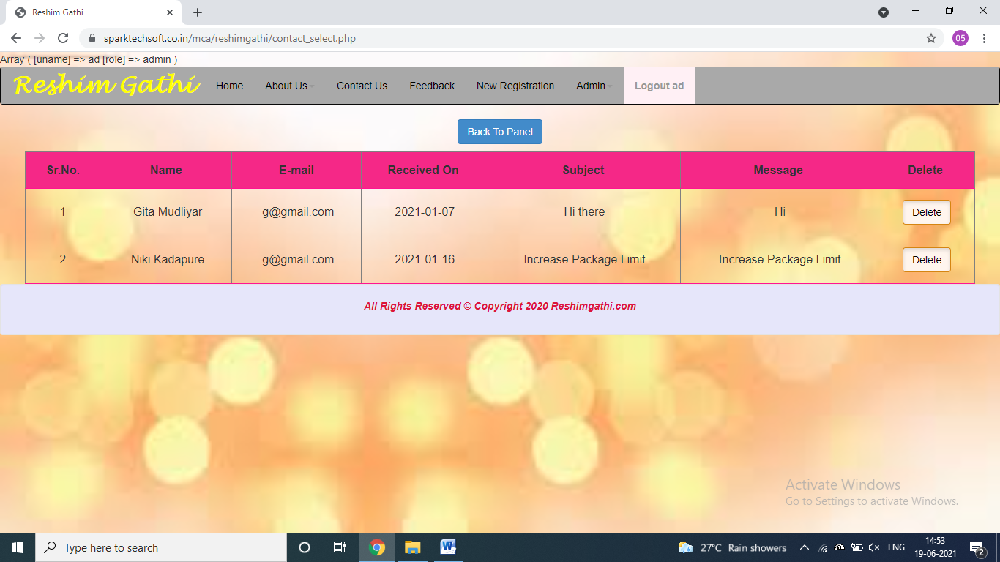 Reshim Gathi
sparktechsoft.co.in/mca/reshimgathi/contact_select.php
05
Array ( [uname] => ad [role] => admin )
Reshim Gathi Home About Us Contact Us Feedback New Registration Admin Logout ad
Back To Panel
Sr.No. Name E-mail Received On Subject Message Delete
1 Gita Mudliyar g@gmail.com 2021-01-07 Hi there Hi Delete
2 Niki Kadapure g@gmail.com 2021-01-16 Increase Package Limit Increase Package Limit Delete
All Rights Reserved © Copyright 2020 Reshimgathi.com
Activate Windows
Go to Settings to activate Windows.
Type here to search
27°C Rain showers
ENG
14:53
19-06-2021
2